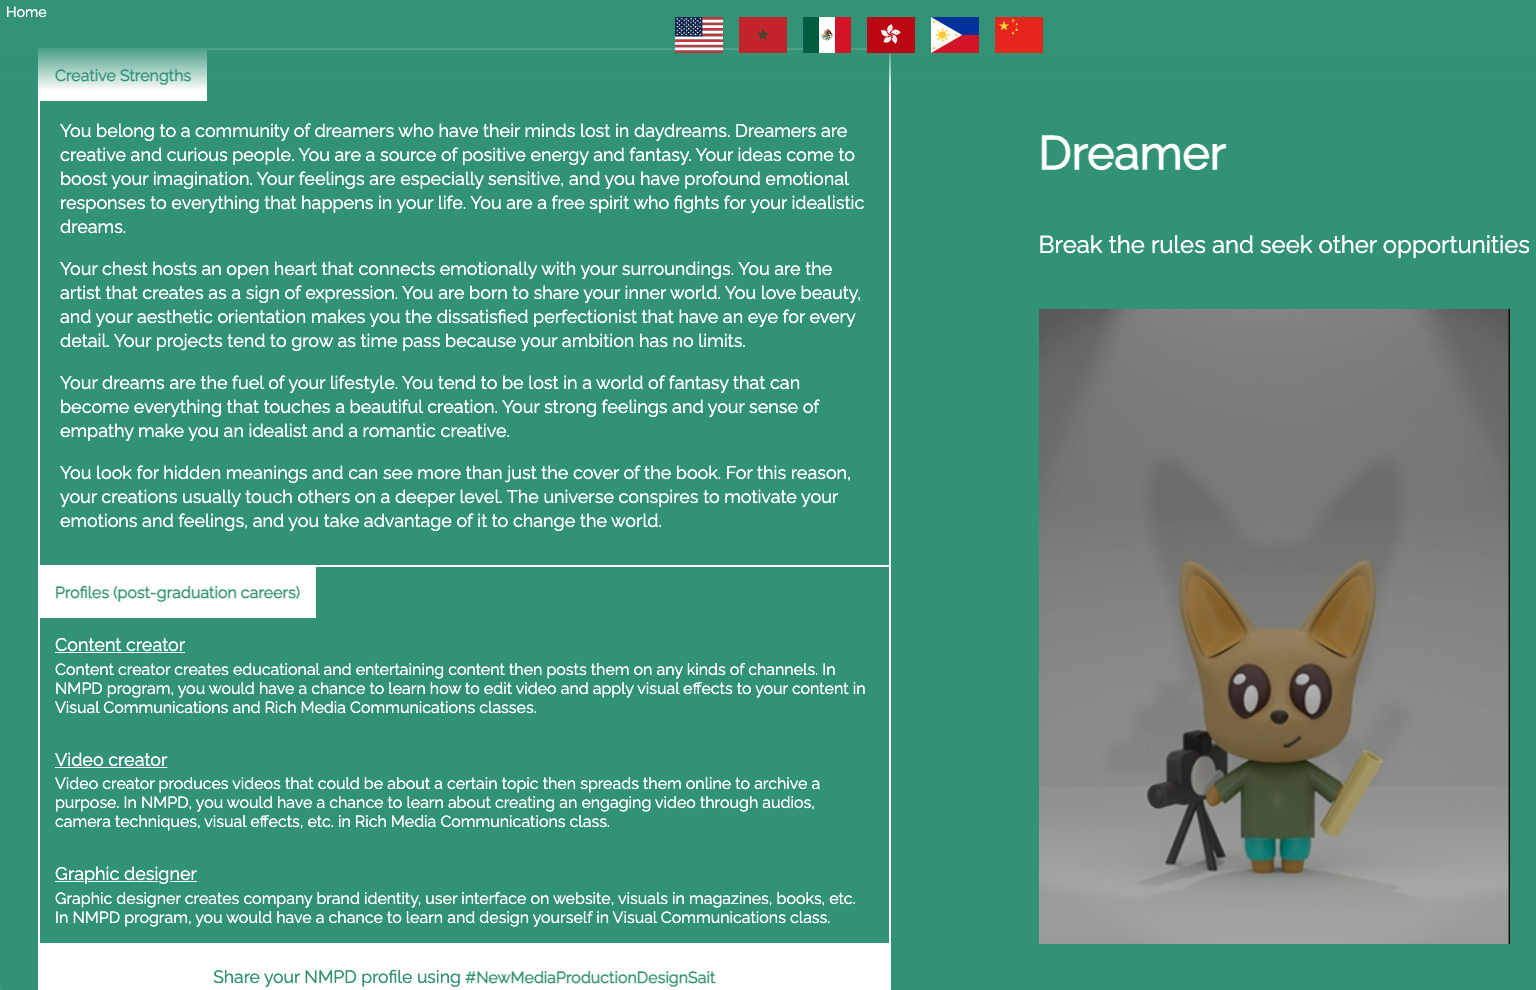 Home
Creative Strengths
You belong to a community of dreamers who have their minds lost in daydreams. Dreamers are
creative and curious people. You are a source of positive energy and fantasy. Your ideas come to
boost your imagination. Your feelings are especially sensitive, and you have profound emotional
responses to everything that happens in your life. You are a free spirit who fights for your idealistic
dreams.
Your chest hosts an open heart that connects emotionally with your surroundings. You are the
artist that creates as a sign of expression. You are born to share your inner world. You love beauty,
and your aesthetic orientation makes you the dissatisfied perfectionist that have an eye for every
detail. Your projects tend to grow as time pass because your ambition has no limits.
Your dreams are the fuel of your lifestyle. You tend to be lost in a world of fantasy that can
become everything that touches a beautiful creation. Your strong feelings and your sense of
empathy make you an idealist and a romantic creative.
You look for hidden meanings and can see more than just the cover of the book. For this reason,
your creations usually touch others on a deeper level. The universe conspires to motivate your
emotions and feelings, and you take advantage of it to change the world.
Profiles (post-graduation careers)
Content creator
Content creator creates educational and entertaining content then posts them on any kinds of channels. In
NMPD program, you would have a chance to learn how to edit video and apply visual effects to your content in
Visual Communications and Rich Media Communications classes.
Video creator
Video creator produces videos that could be about a certain topic then spreads them online to archive a
purpose. In NMPD, you would have a chance to learn about creating an engaging video through audios,
camera techniques, visual effects, etc. in Rich Media Communications class.
Graphic designer
Graphic designer creates company brand identity, user interface on website, visuals in magazines, books, etc.
In NMPD program, you would have a chance to learn and design yourself in Visual Communications class.
Share your NMPD profile using #NewMediaProductionDesignSait
Dreamer
Break the rules and seek other opportunities